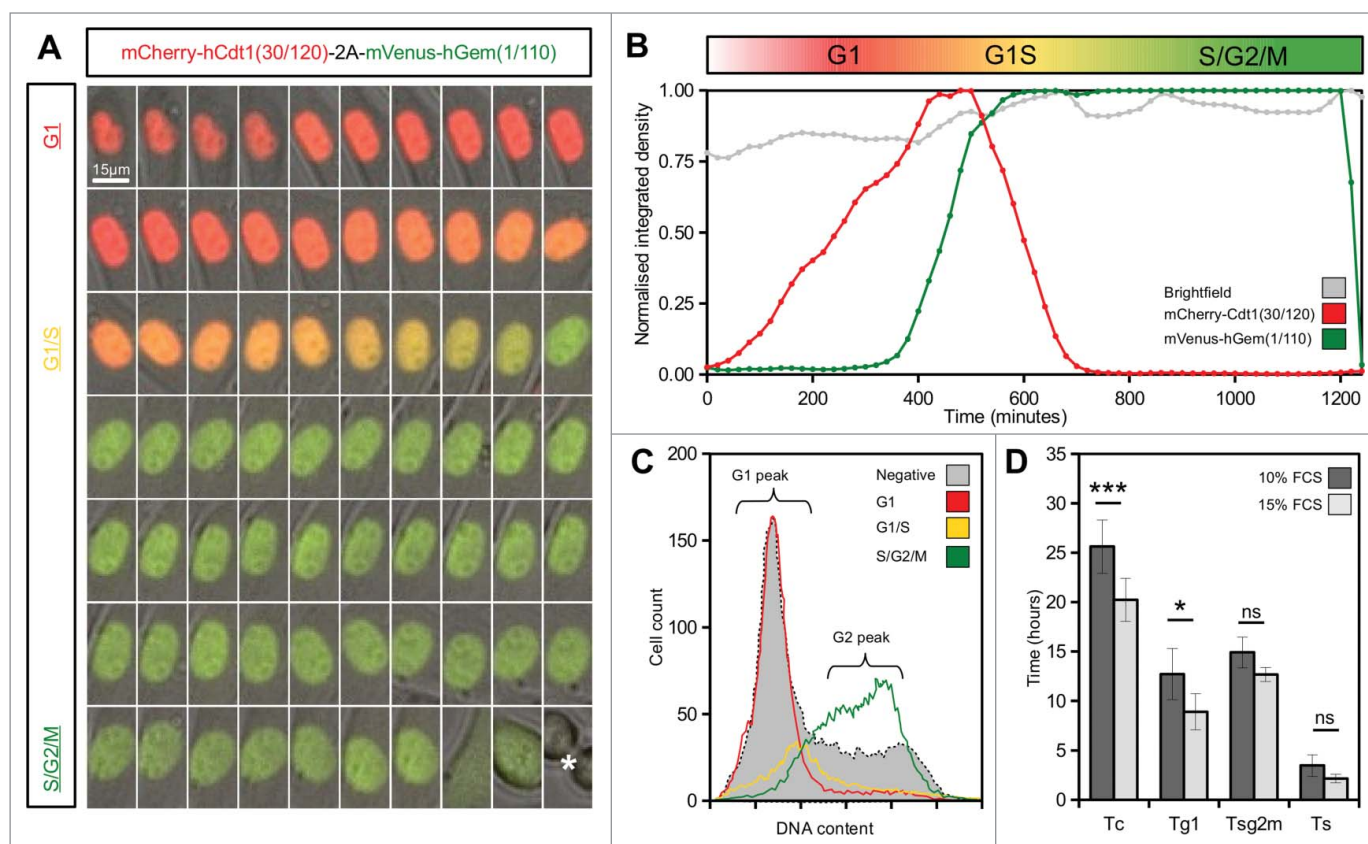 A
mCherry-hCdt1(30/120)-2A-mVenus-hGem(1/110)
G1
15µm
G1/S
S/G2/M
*
B
G1
G1S
S/G2/M
Normalised integrated density
1.00
0.75
0.50
0.25
0.00
Brightfield
mCherry-Cdt1(30/120)
mVenus-hGem(1/110)
0
200
400
600
800
1000
1200
Time (minutes)
C
200
150
100
50
0
Cell count
G1 peak
G2 peak
Negative
G1
G1/S
S/G2/M
DNA content
D
35
30
25
20
15
10
5
0
Time (hours)
10% FCS
15% FCS
***
*
ns
ns
Tc
Tg1
Tsg2m
Ts